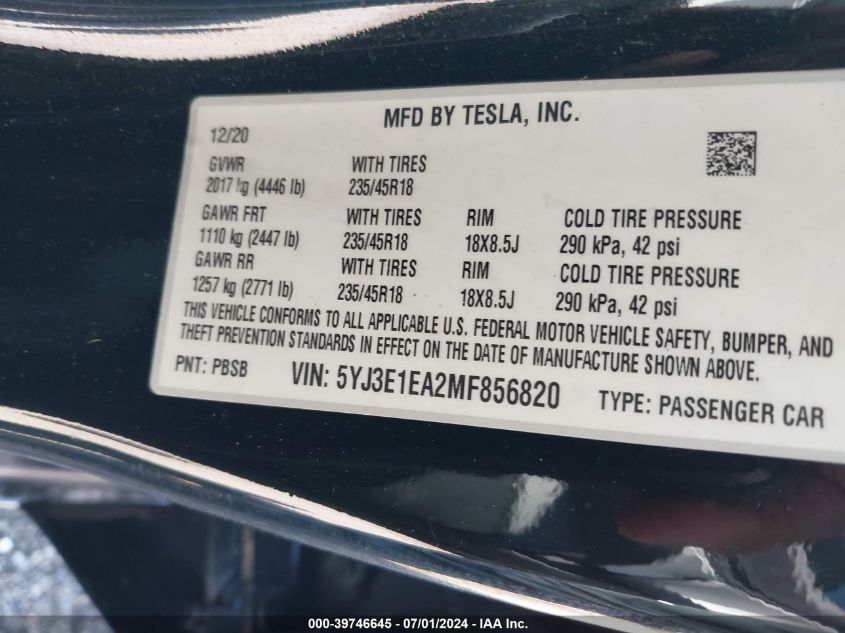 MFD BY TESLA, INC.
12/20
GVWR WITH TIRES
2017 kg (4446 lb) 235/45R18
GAWR FRT WITH TIRES RIM COLD TIRE PRESSURE
1110 kg (2447 lb) 235/45R18 18X8.5J 290 kPa, 42 psi
GAWR RR WITH TIRES RIM COLD TIRE PRESSURE
1257 kg (2771 lb) 235/45R18 18X8.5J 290 kPa, 42 psi
THIS VEHICLE CONFORMS TO ALL APPLICABLE U.S. FEDERAL MOTOR VEHICLE SAFETY, BUMPER, AND
THEFT PREVENTION STANDARDS IN EFFECT ON THE DATE OF MANUFACTURE SHOWN ABOVE.
PNT: PBSB VIN: 5YJ3E1EA2MF856820 TYPE: PASSENGER CAR
000-39746645 / 07/01/2024 - US - US.